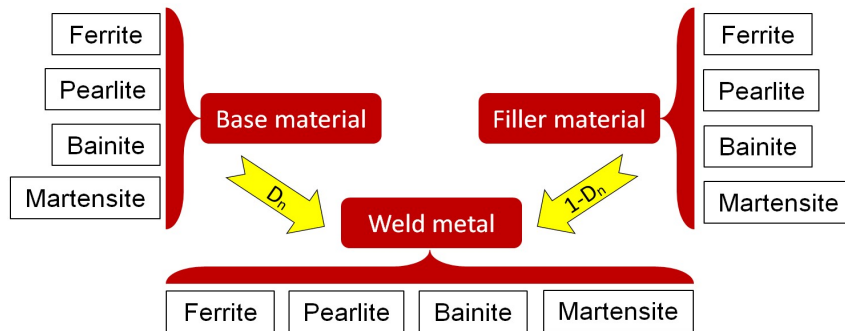 Ferrite
Pearlite
Bainite
Martensite
Base material
Filler material
Ferrite
Pearlite
Bainite
Martensite
Dₙ
1-Dₙ
Weld metal
Ferrite Pearlite Bainite Martensite